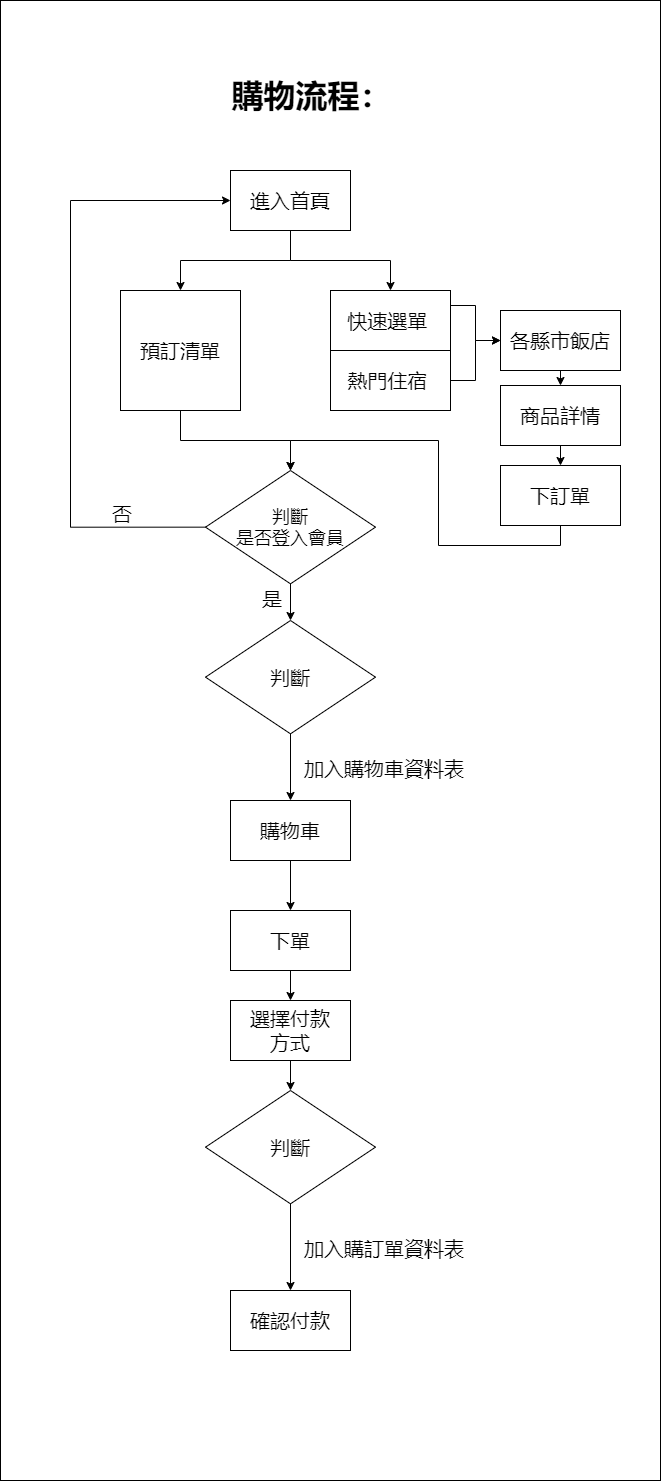 購物流程：
進入首頁
預訂清單
快速選單
熱門住宿
各縣市飯店
商品詳情
下訂單
判斷
是否登入會員
否
是
判斷
加入購物車資料表
購物車
下單
選擇付款
方式
判斷
加入購訂單資料表
確認付款